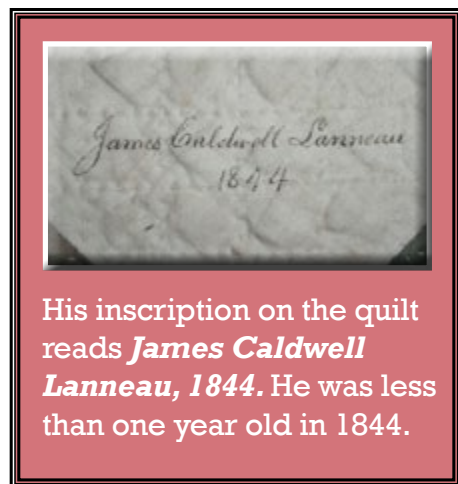 James Caldwell Lanneau
1844
His inscription on the quilt
reads James Caldwell
Lanneau, 1844. He was less
than one year old in 1844.